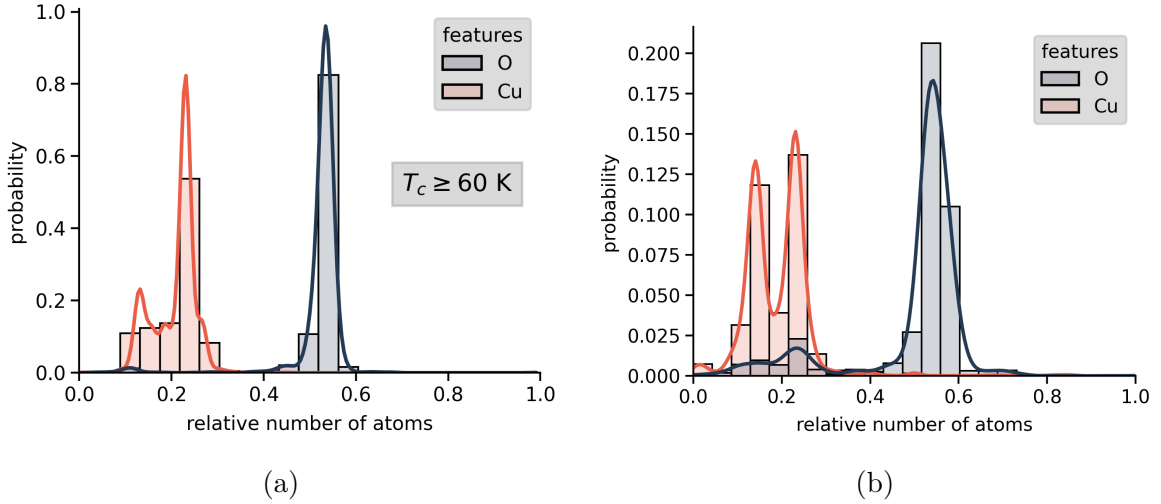 1.0
0.8
0.6
0.4
0.2
0.0
probability
0.0 0.2 0.4 0.6 0.8 1.0
relative number of atoms
features
O
Cu
T_c ≥ 60 K
(a)
0.200
0.175
0.150
0.125
0.100
0.075
0.050
0.025
0.000
probability
0.0 0.2 0.4 0.6 0.8 1.0
relative number of atoms
features
O
Cu
(b)